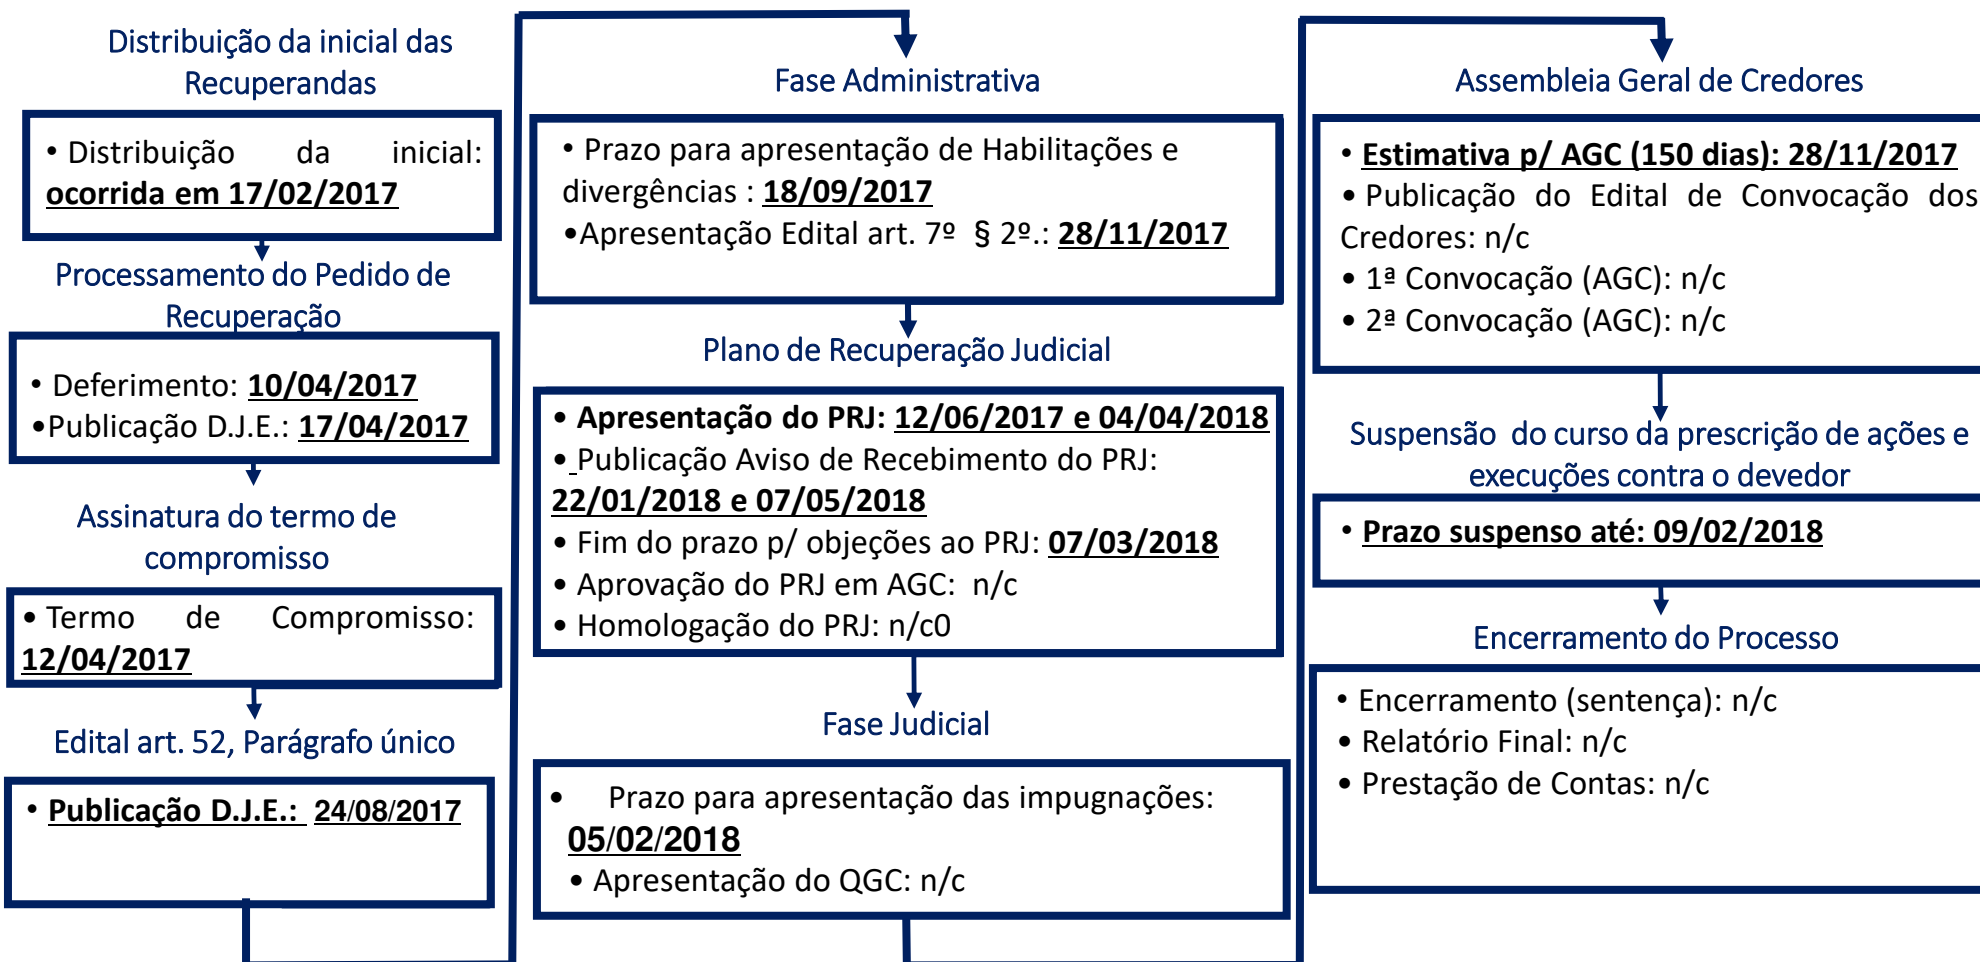 Distribuição da inicial das
Recuperandas
• Distribuição da inicial:
ocorrida em 17/02/2017
Processamento do Pedido de
Recuperação
• Deferimento: 10/04/2017
•Publicação D.J.E.: 17/04/2017
Assinatura do termo de
compromisso
• Termo de Compromisso:
12/04/2017
Edital art. 52, Parágrafo único
• Publicação D.J.E.: 24/08/2017
Fase Administrativa
• Prazo para apresentação de Habilitações e
divergências : 18/09/2017
•Apresentação Edital art. 7º § 2º.: 28/11/2017
Plano de Recuperação Judicial
• Apresentação do PRJ: 12/06/2017 e 04/04/2018
• Publicação Aviso de Recebimento do PRJ:
22/01/2018 e 07/05/2018
• Fim do prazo p/ objeções ao PRJ: 07/03/2018
• Aprovação do PRJ em AGC: n/c
• Homologação do PRJ: n/c0
Fase Judicial
• Prazo para apresentação das impugnações:
05/02/2018
• Apresentação do QGC: n/c
Assembleia Geral de Credores
• Estimativa p/ AGC (150 dias): 28/11/2017
• Publicação do Edital de Convocação dos
Credores: n/c
• 1ª Convocação (AGC): n/c
• 2ª Convocação (AGC): n/c
Suspensão do curso da prescrição de ações e
execuções contra o devedor
• Prazo suspenso até: 09/02/2018
Encerramento do Processo
• Encerramento (sentença): n/c
• Relatório Final: n/c
• Prestação de Contas: n/c